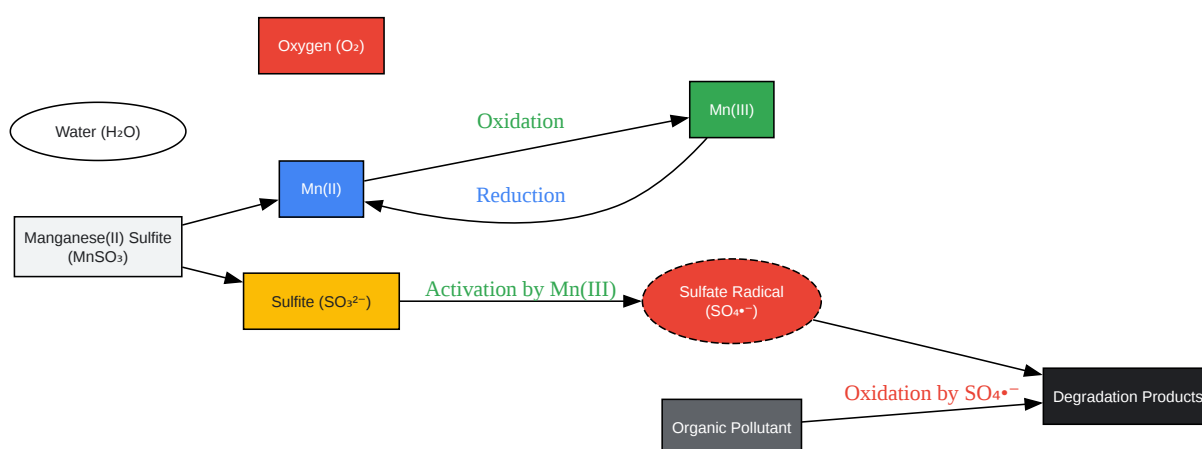 Oxygen (O₂)
Mn(III)
Oxidation
Water (H₂O)
Mn(II)
Reduction
Manganese(II) Sulfite
(MnSO₃)
Sulfite (SO₃²⁻)
Activation by Mn(III)
Sulfate Radical
(SO₄•⁻)
Oxidation by SO₄•⁻
Degradation Products
Organic Pollutant